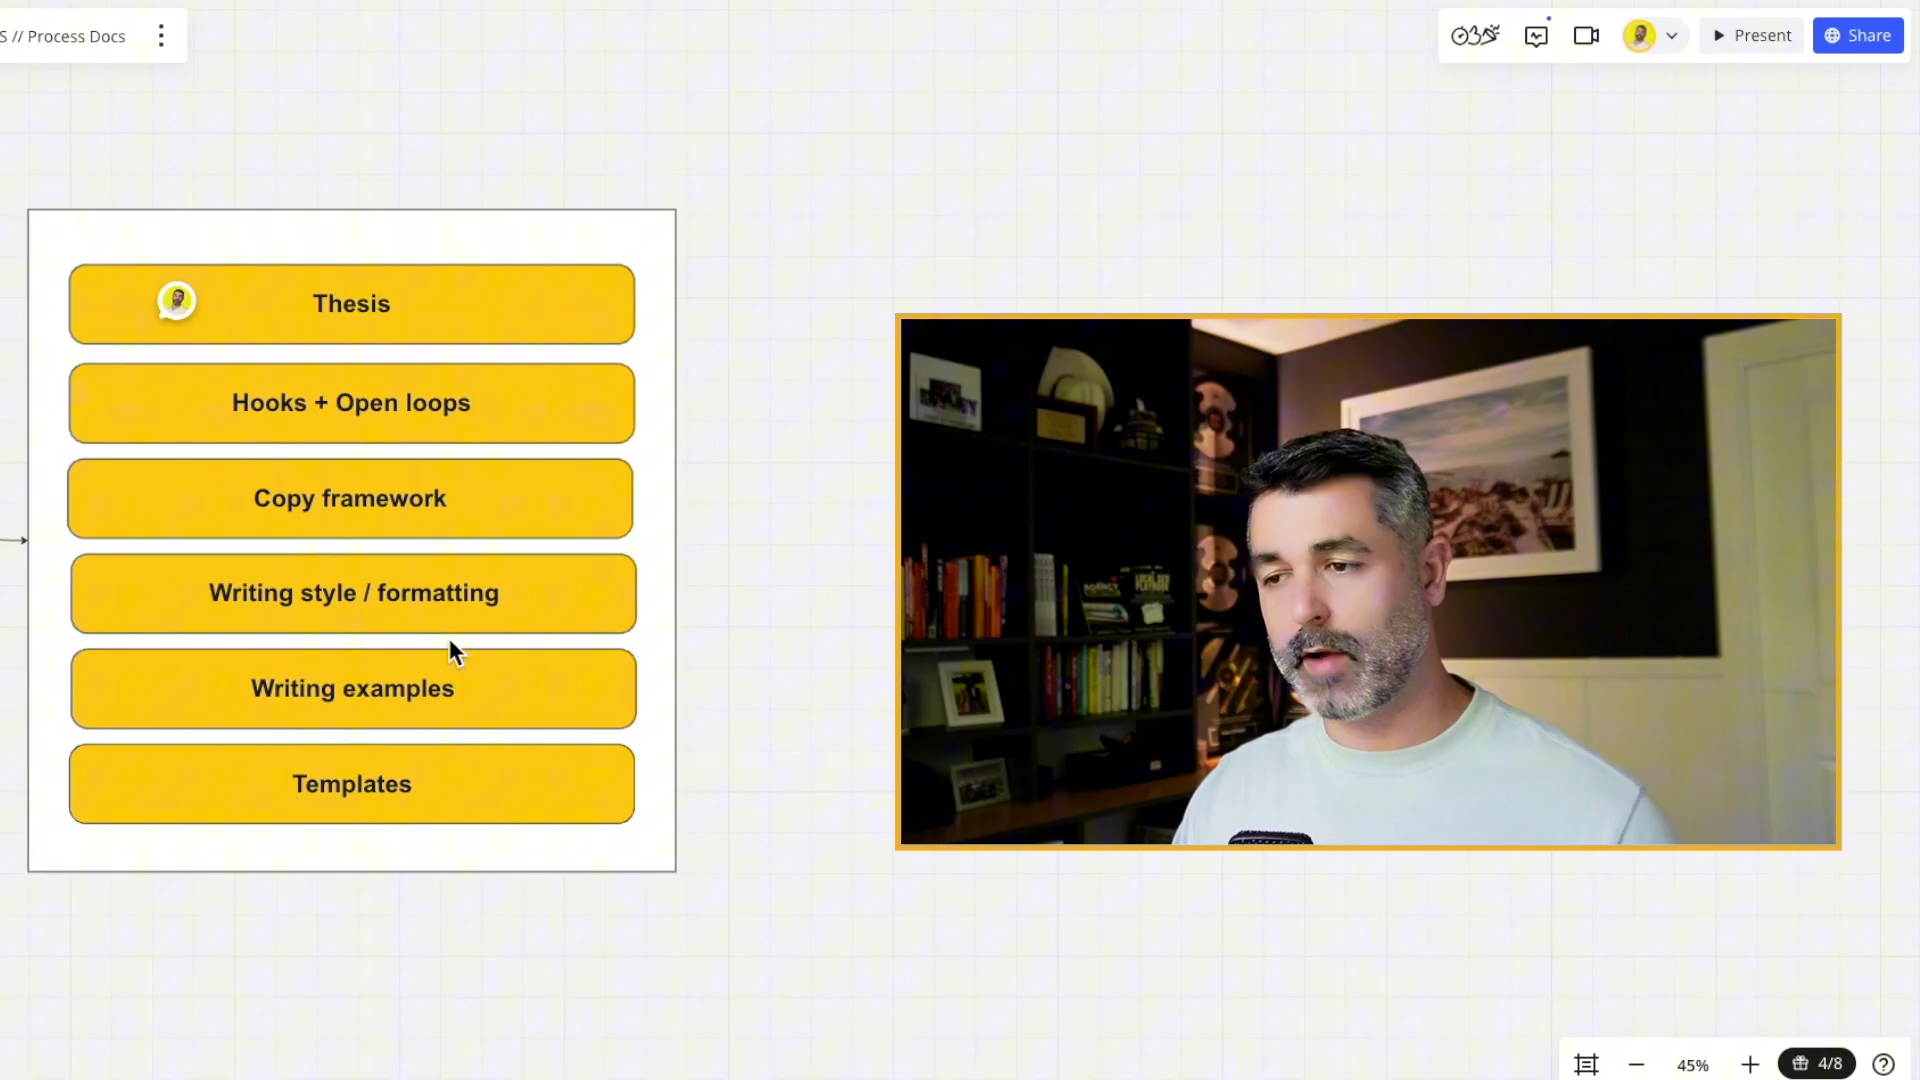 S // Process Docs
Present
Share
Thesis
Hooks + Open loops
Copy framework
Writing style / formatting
Writing examples
Templates
45%
4/8